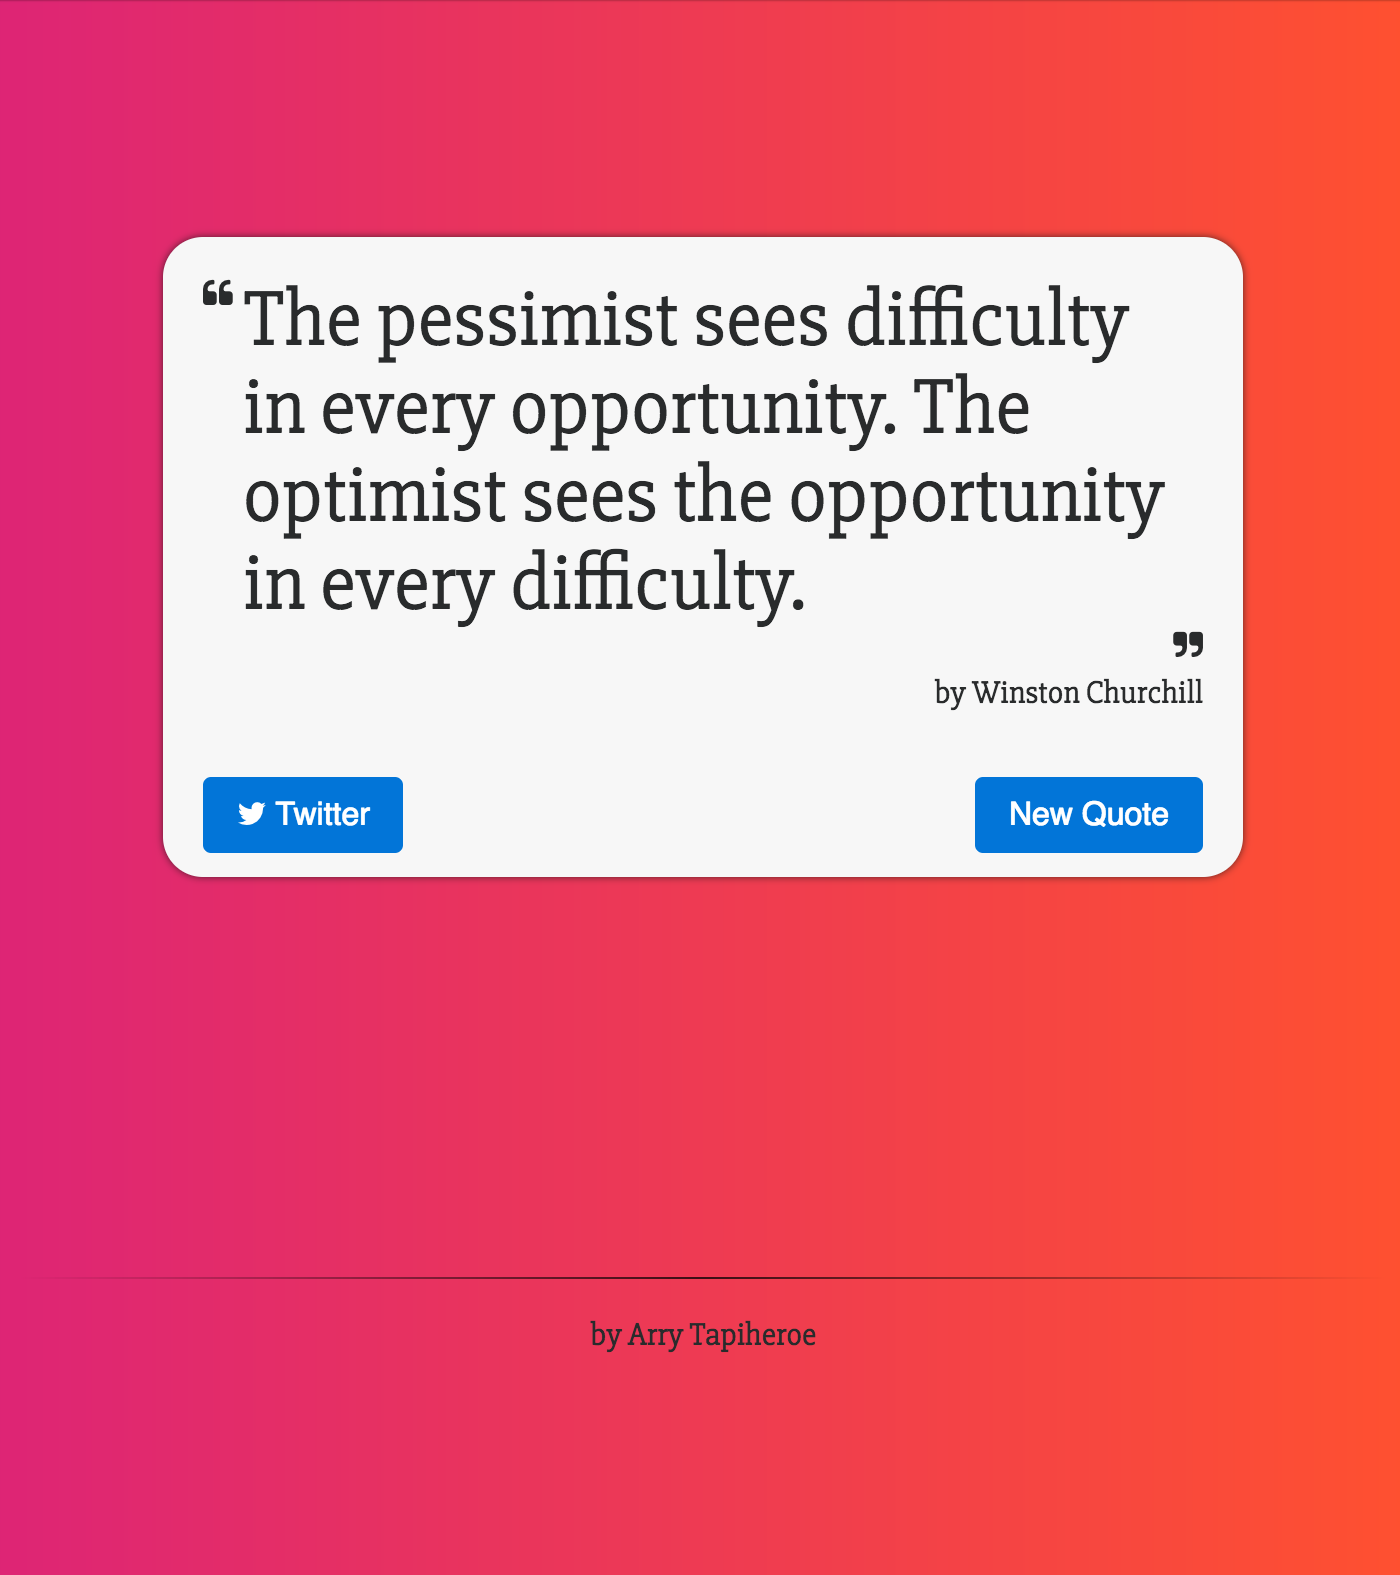 ❝ The pessimist sees difficulty
in every opportunity. The
optimist sees the opportunity
in every difficulty.
❞
by Winston Churchill
Twitter
New Quote
by Arry Tapiheroe